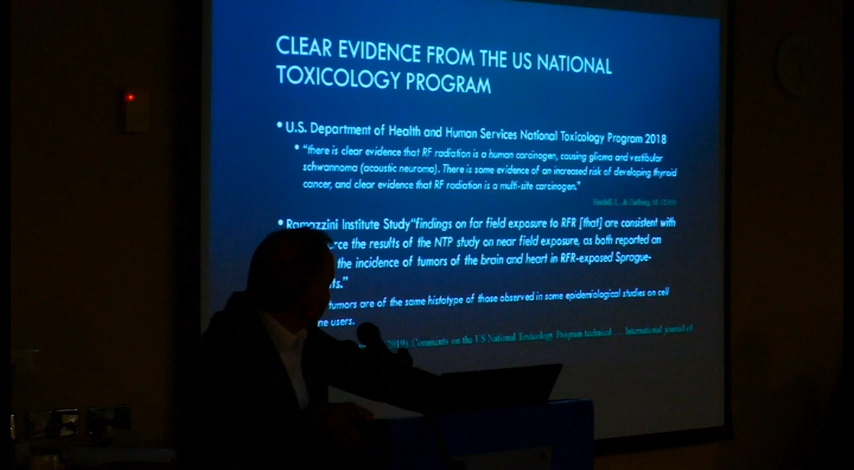 CLEAR EVIDENCE FROM THE US NATIONAL
TOXICOLOGY PROGRAM
• U.S. Department of Health and Human Services National Toxicology Program 2018
• "there is clear evidence that RF radiation is a human carcinogen, causing glioma and vestibular
schwannoma (acoustic neuroma). There is some evidence of an increased risk of developing thyroid
cancer, and clear evidence that RF radiation is a multi-site carcinogen."
• Ramazzini Institute Study "findings on far field exposure to RFR [that] are consistent with
the results of the NTP study on near field exposure, as both reported an
the incidence of tumors of the brain and heart in RFR-exposed Sprague-
tumors are of the same histotype of those observed in some epidemiological studies on cell
users.
2019). Comments on the US National Toxicology Program technical .... International journal of